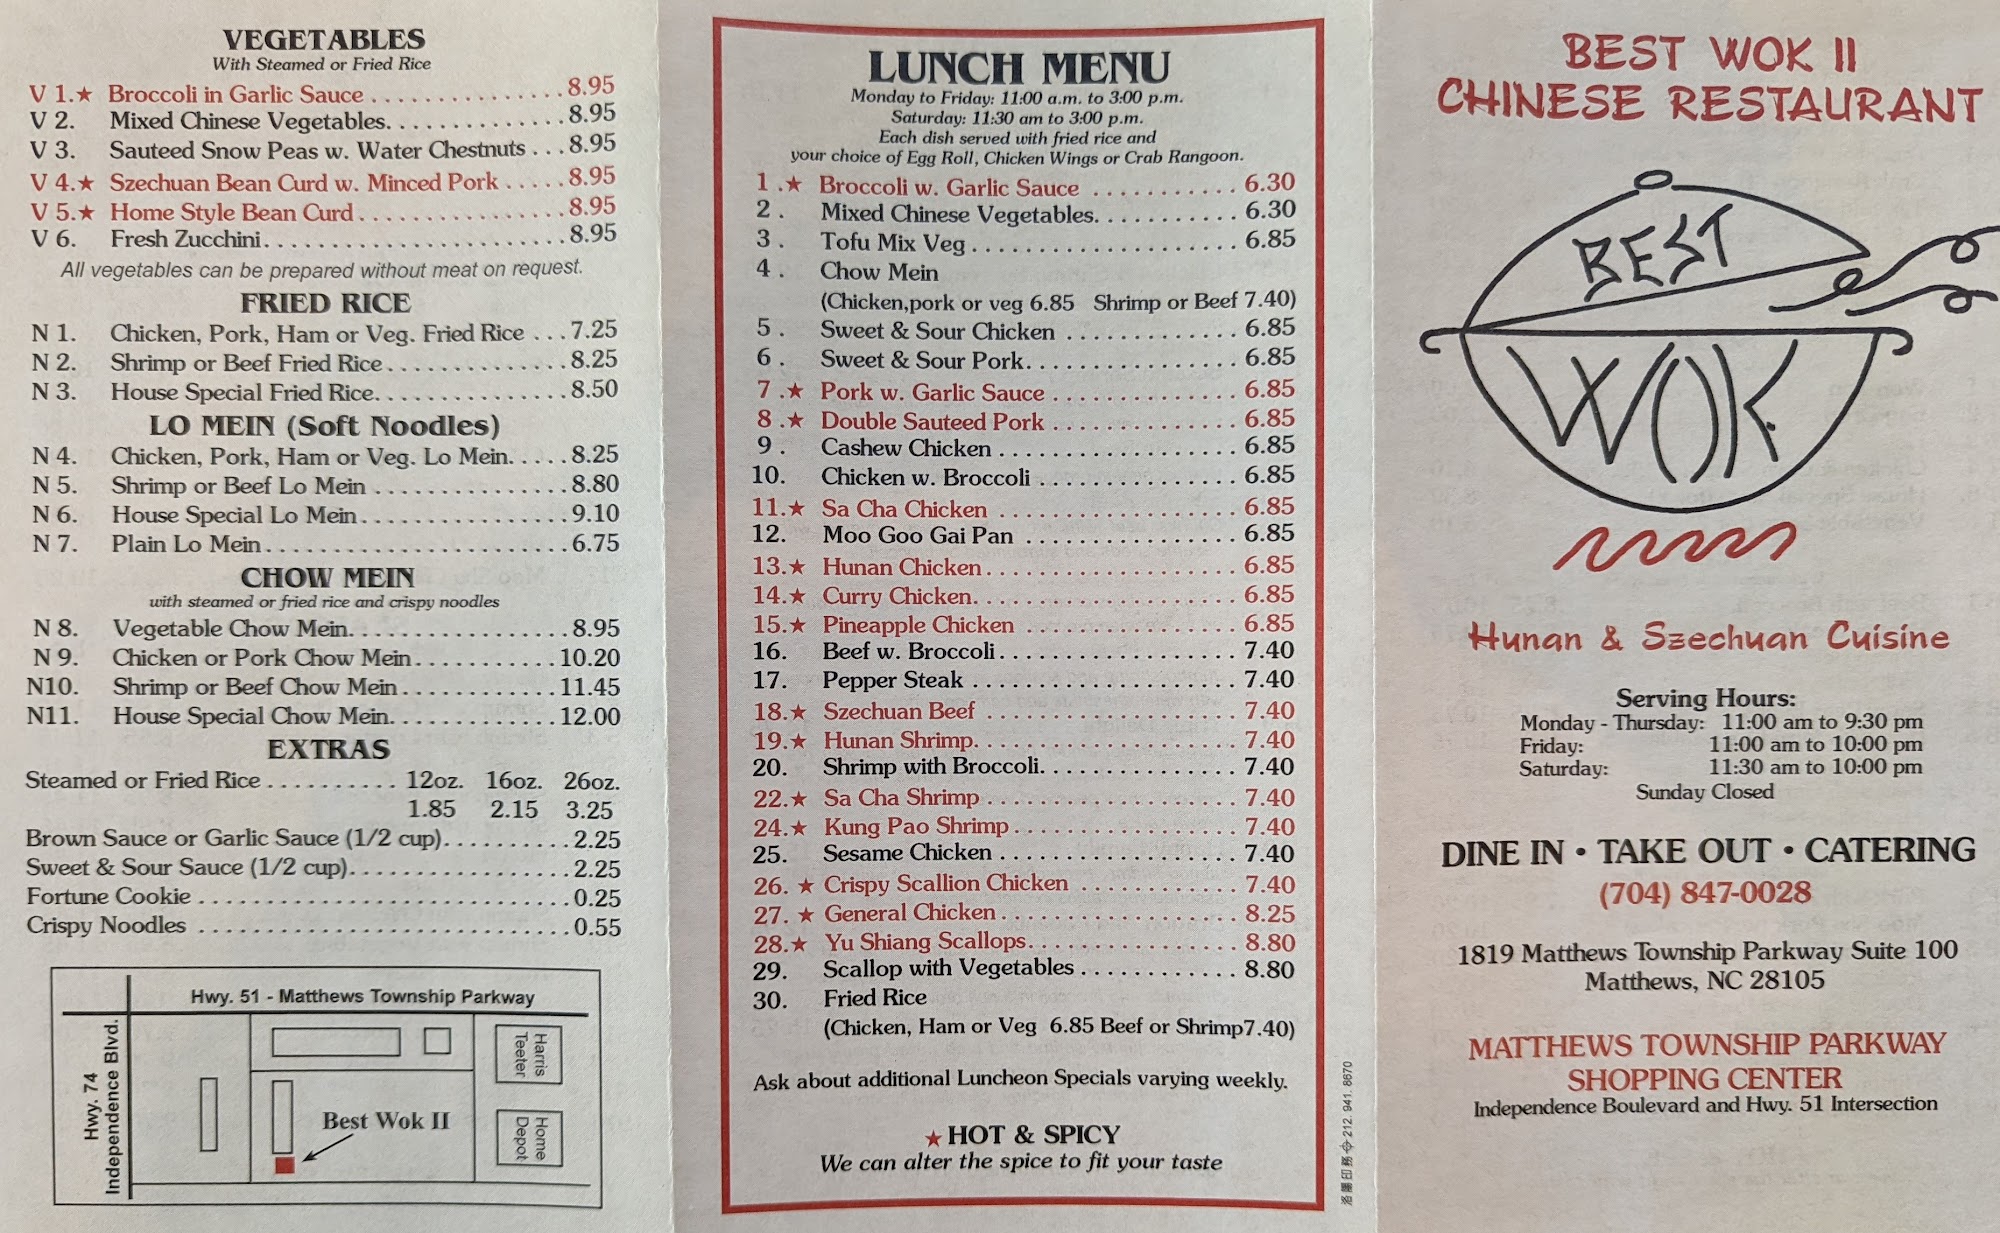 VEGETABLES
With Steamed or Fried Rice
V 1.★ Broccoli in Garlic Sauce . . . . . . . . . . . . . . . 8.95
V 2. Mixed Chinese Vegetables. . . . . . . . . . . . . . 8.95
V 3. Sauteed Snow Peas w. Water Chestnuts . . . 8.95
V 4.★ Szechuan Bean Curd w. Minced Pork . . . . . 8.95
V 5.★ Home Style Bean Curd . . . . . . . . . . . . . . . . 8.95
V 6. Fresh Zucchini . . . . . . . . . . . . . . . . . . . . . . . 8.95
All vegetables can be prepared without meat on request.
FRIED RICE
N 1. Chicken, Pork, Ham or Veg. Fried Rice . . . 7.25
N 2. Shrimp or Beef Fried Rice . . . . . . . . . . . . . . 8.25
N 3. House Special Fried Rice. . . . . . . . . . . . . . . 8.50
LO MEIN (Soft Noodles)
N 4. Chicken, Pork, Ham or Veg. Lo Mein. . . . . 8.25
N 5. Shrimp or Beef Lo Mein . . . . . . . . . . . . . . . 8.80
N 6. House Special Lo Mein . . . . . . . . . . . . . . . . 9.10
N 7. Plain Lo Mein . . . . . . . . . . . . . . . . . . . . . . . 6.75
CHOW MEIN
with steamed or fried rice and crispy noodles
N 8. Vegetable Chow Mein. . . . . . . . . . . . . . . . . 8.95
N 9. Chicken or Pork Chow Mein . . . . . . . . . . . 10.20
N10. Shrimp or Beef Chow Mein . . . . . . . . . . . . 11.45
N11. House Special Chow Mein. . . . . . . . . . . . . 12.00
EXTRAS
Steamed or Fried Rice . . . . . . . . . . 12oz. 16oz. 26oz.
1.85 2.15 3.25
Brown Sauce or Garlic Sauce (1/2 cup). . . . . . . . . . 2.25
Sweet & Sour Sauce (1/2 cup). . . . . . . . . . . . . . . . . 2.25
Fortune Cookie . . . . . . . . . . . . . . . . . . . . . . . . . . . . 0.25
Crispy Noodles . . . . . . . . . . . . . . . . . . . . . . . . . . . . 0.55
Hwy. 51 - Matthews Township Parkway
Hwy. 74
Independence Blvd.
Harris
Teeter
Best Wok II
Home
Depot
LUNCH MENU
Monday to Friday: 11:00 a.m. to 3:00 p.m.
Saturday: 11:30 am to 3:00 p.m.
Each dish served with fried rice and
your choice of Egg Roll, Chicken Wings or Crab Rangoon.
1 .★ Broccoli w. Garlic Sauce . . . . . . . . . . . 6.30
2 . Mixed Chinese Vegetables. . . . . . . . . . . 6.30
3 . Tofu Mix Veg . . . . . . . . . . . . . . . . . . . . 6.85
4 . Chow Mein
(Chicken,pork or veg 6.85 Shrimp or Beef 7.40)
5 . Sweet & Sour Chicken . . . . . . . . . . . . . 6.85
6 . Sweet & Sour Pork. . . . . . . . . . . . . . . . 6.85
7 .★ Pork w. Garlic Sauce . . . . . . . . . . . . . . 6.85
8 .★ Double Sauteed Pork . . . . . . . . . . . . . . 6.85
9 . Cashew Chicken . . . . . . . . . . . . . . . . . . 6.85
10. Chicken w. Broccoli . . . . . . . . . . . . . . . 6.85
11.★ Sa Cha Chicken . . . . . . . . . . . . . . . . . . 6.85
12. Moo Goo Gai Pan . . . . . . . . . . . . . . . . 6.85
13.★ Hunan Chicken . . . . . . . . . . . . . . . . . . . 6.85
14.★ Curry Chicken. . . . . . . . . . . . . . . . . . . . 6.85
15.★ Pineapple Chicken . . . . . . . . . . . . . . . . 6.85
16. Beef w. Broccoli . . . . . . . . . . . . . . . . . . 7.40
17. Pepper Steak . . . . . . . . . . . . . . . . . . . . 7.40
18.★ Szechuan Beef . . . . . . . . . . . . . . . . . . . 7.40
19.★ Hunan Shrimp. . . . . . . . . . . . . . . . . . . . 7.40
20. Shrimp with Broccoli. . . . . . . . . . . . . . . 7.40
22.★ Sa Cha Shrimp . . . . . . . . . . . . . . . . . . . 7.40
24.★ Kung Pao Shrimp . . . . . . . . . . . . . . . . . 7.40
25. Sesame Chicken . . . . . . . . . . . . . . . . . . 7.40
26. ★ Crispy Scallion Chicken . . . . . . . . . . . . 7.40
27. ★ General Chicken . . . . . . . . . . . . . . . . . . 8.25
28.★ Yu Shiang Scallops. . . . . . . . . . . . . . . . 8.80
29. Scallop with Vegetables . . . . . . . . . . . . 8.80
30. Fried Rice
(Chicken, Ham or Veg 6.85 Beef or Shrimp7.40)
Ask about additional Luncheon Specials varying weekly.
★ HOT & SPICY
We can alter the spice to fit your taste
212. 941. 8670
BEST WOK II
CHINESE RESTAURANT
BEST
WOK
Hunan & Szechuan Cuisine
Serving Hours:
Monday - Thursday: 11:00 am to 9:30 pm
Friday: 11:00 am to 10:00 pm
Saturday: 11:30 am to 10:00 pm
Sunday Closed
DINE IN • TAKE OUT • CATERING
(704) 847-0028
1819 Matthews Township Parkway Suite 100
Matthews, NC 28105
MATTHEWS TOWNSHIP PARKWAY
SHOPPING CENTER
Independence Boulevard and Hwy. 51 Intersection